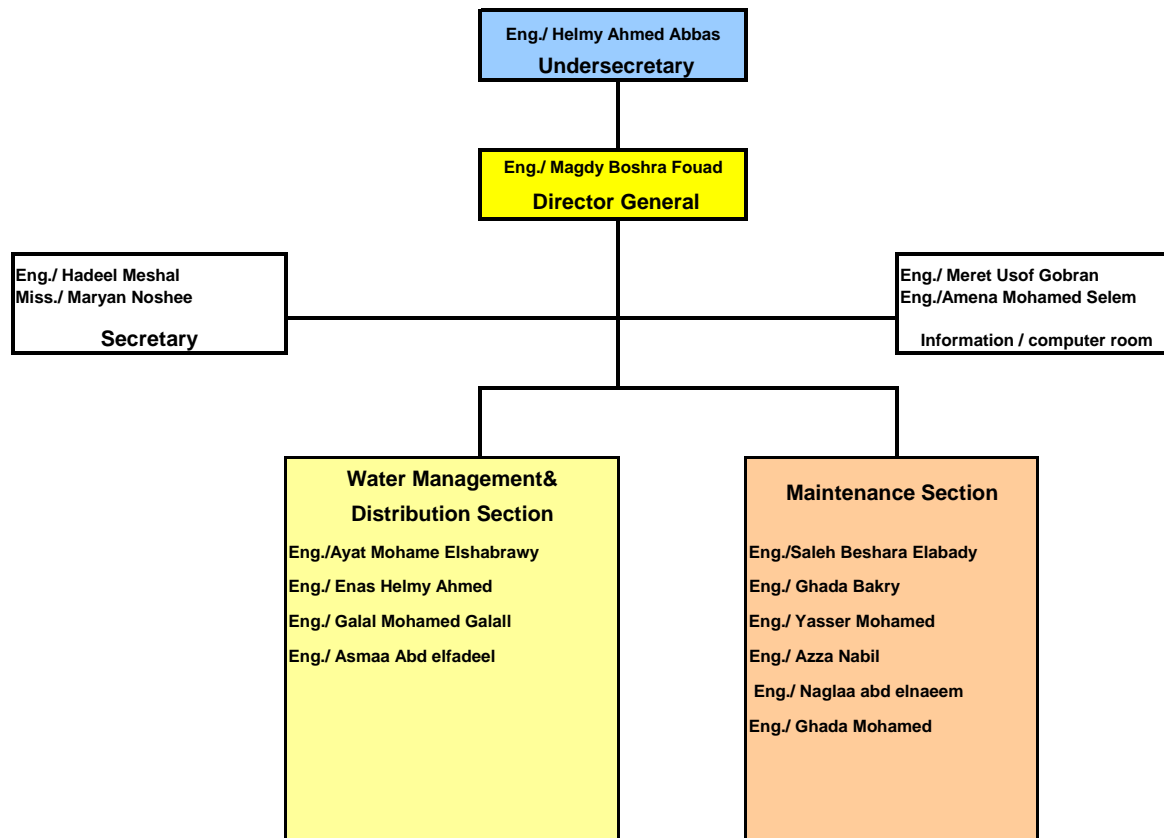 Eng./ Helmy Ahmed Abbas
Undersecretary
Eng./ Magdy Boshra Fouad
Director General
Eng./ Hadeel Meshal
Miss./ Maryan Noshee
Secretary
Eng./ Meret Usof Gobran
Eng./Amena Mohamed Selem
Information / computer room
Water Management&
Distribution Section
Eng./Ayat Mohame Elshabrawy
Eng./ Enas Helmy Ahmed
Eng./ Galal Mohamed Galall
Eng./ Asmaa Abd elfadeel
Maintenance Section
Eng./Saleh Beshara Elabady
Eng./ Ghada Bakry
Eng./ Yasser Mohamed
Eng./ Azza Nabil
Eng./ Naglaa abd elnaeem
Eng./ Ghada Mohamed